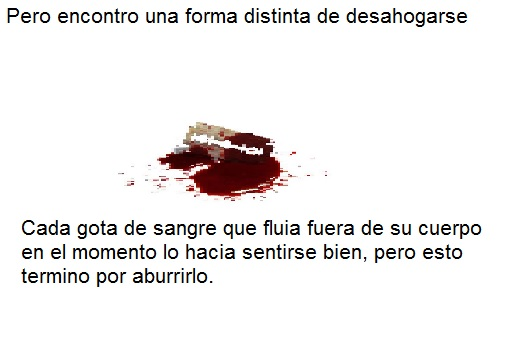 Pero encontro una forma distinta de desahogarse
Cada gota de sangre que fluia fuera de su cuerpo
en el momento lo hacia sentirse bien, pero esto
termino por aburrirlo.